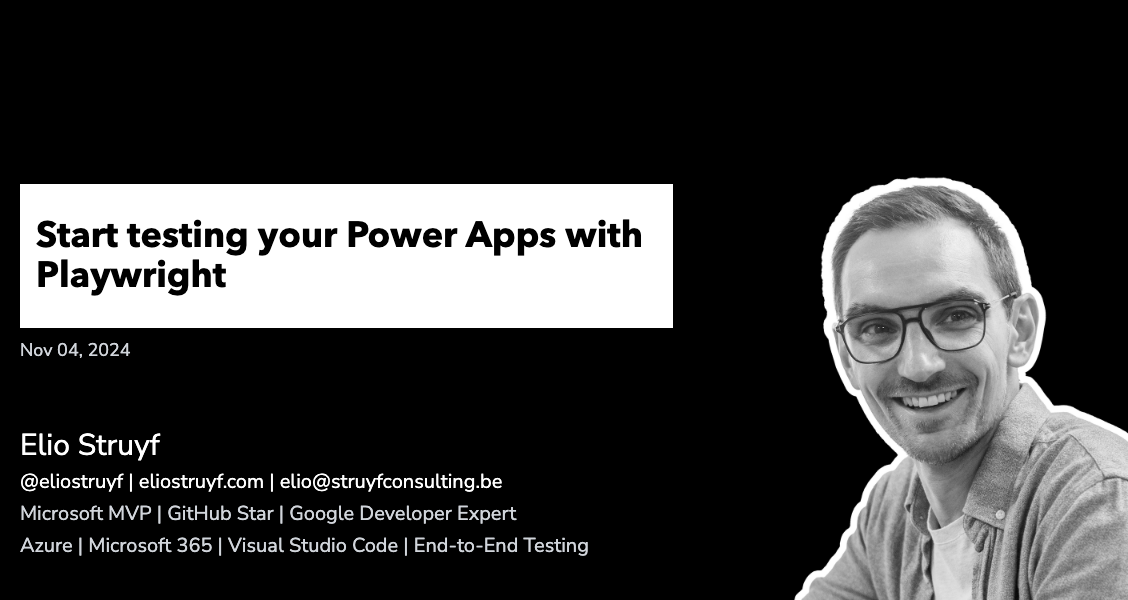 Start testing your Power Apps with
Playwright
Nov 04, 2024
Elio Struyf
@eliostruyf | eliostruyf.com | elio@struyfconsulting.be
Microsoft MVP | GitHub Star | Google Developer Expert
Azure | Microsoft 365 | Visual Studio Code | End-to-End Testing